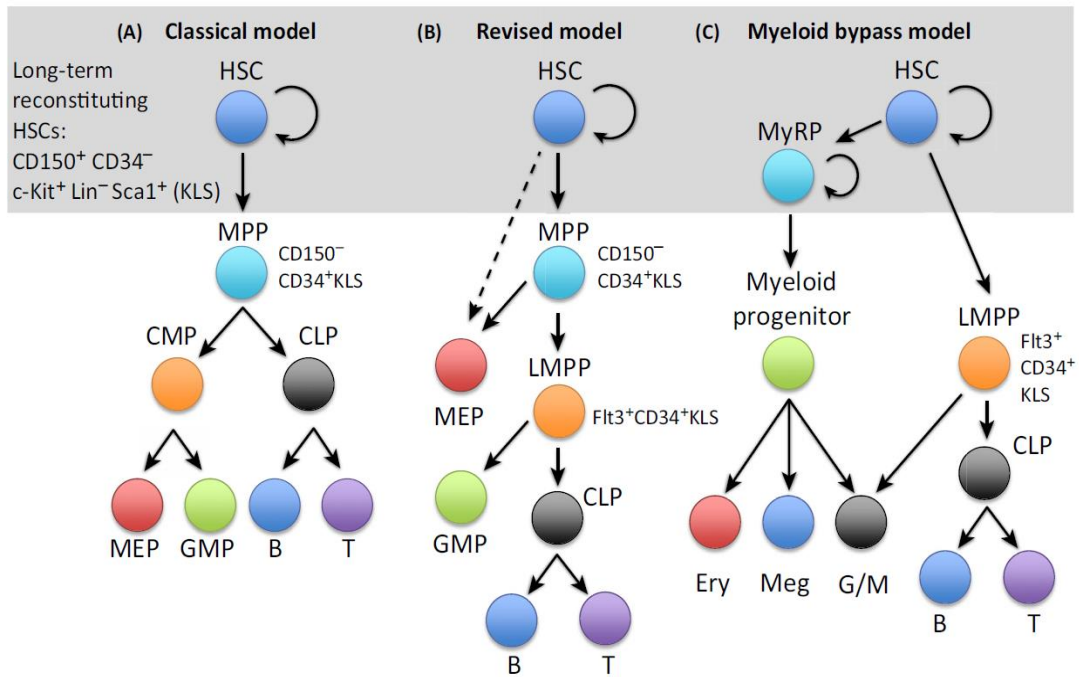 (A) Classical model
HSC
Long-term
reconstituting
HSCs:
CD150⁺ CD34⁻
c-Kit⁺ Lin⁻ Sca1⁺ (KLS)
MPP
CD150⁻
CD34⁺KLS
CMP
CLP
MEP
GMP
B
T
(B) Revised model
HSC
MPP
CD150⁻
CD34⁺KLS
MEP
LMPP
Flt3⁺CD34⁺KLS
GMP
CLP
B
T
(C) Myeloid bypass model
HSC
MyRP
Myeloid
progenitor
LMPP
Flt3⁺
CD34⁺
KLS
CLP
Ery
Meg
G/M
B
T